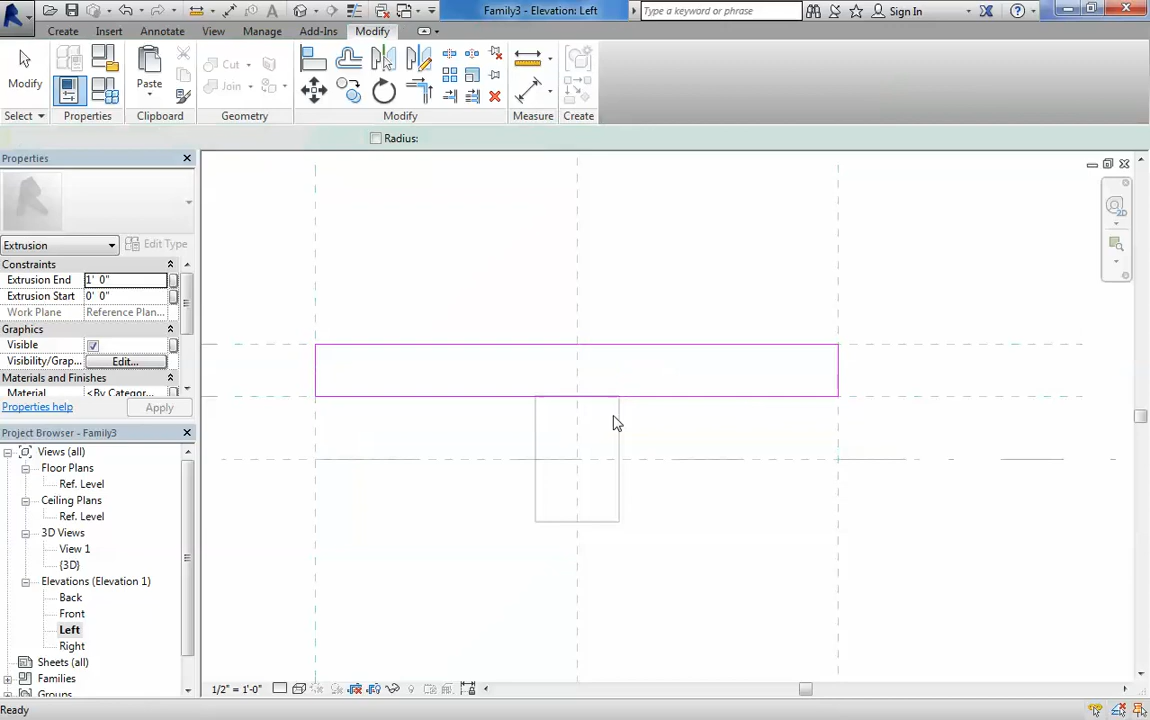 Family3 - Elevation: Left
Type a keyword or phrase
Sign In
Create
Insert
Annotate
View
Manage
Add-Ins
Modify
Modify
Paste
Cut
Join
Select
Properties
Clipboard
Geometry
Modify
Measure
Create
Radius:
Properties
2D
Extrusion
Edit Type
Constraints
Extrusion End
1' 0"
Extrusion Start
0' 0"
Work Plane
Reference Plan...
Graphics
Visible
Visibility/Grap...
Edit...
Materials and Finishes
Material
<By Categor...
Properties help
Apply
Project Browser - Family3
Views (all)
Floor Plans
Ref. Level
Ceiling Plans
Ref. Level
3D Views
View 1
{3D}
Elevations (Elevation 1)
Back
Front
Left
Right
Sheets (all)
Families
Groups
1/2" = 1'-0"
Ready